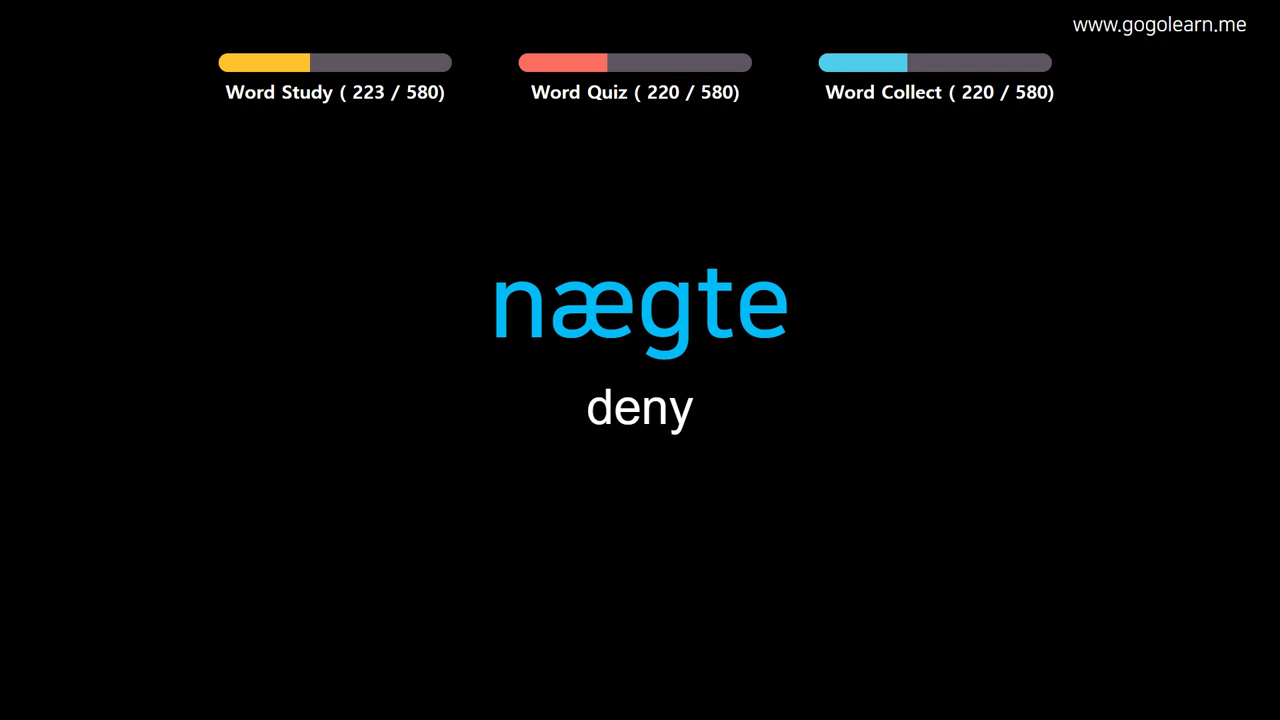 www.gogolearn.me
Word Study ( 223 / 580)
Word Quiz ( 220 / 580)
Word Collect ( 220 / 580)
nægte
deny